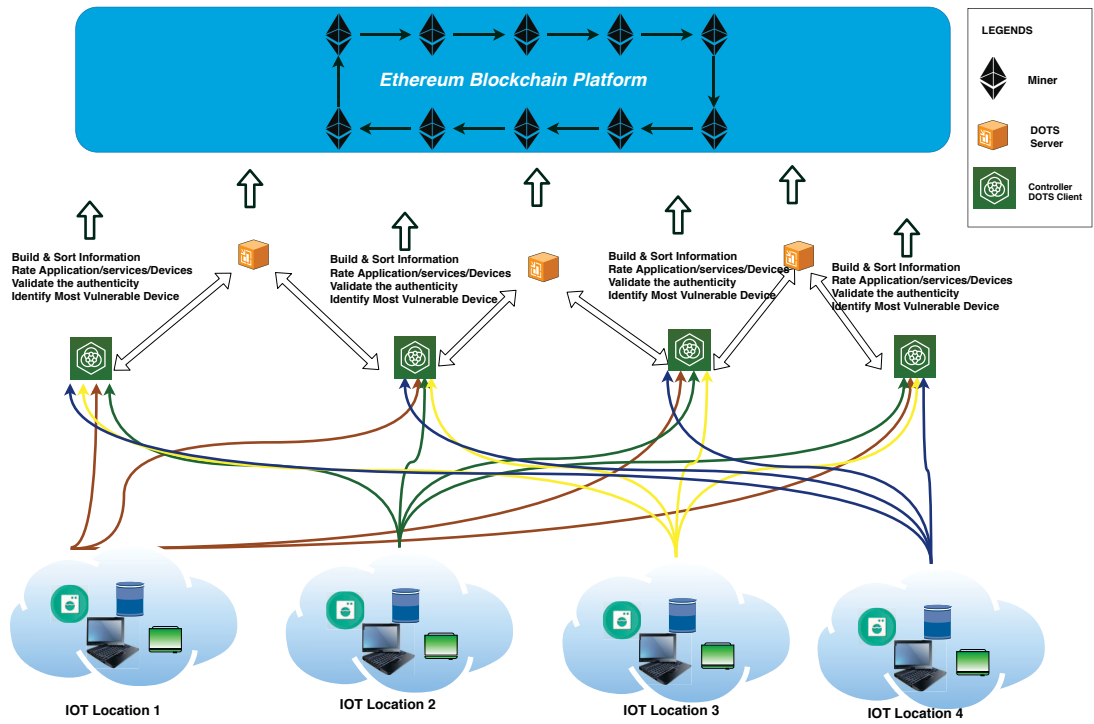 Ethereum Blockchain Platform
LEGENDS
Miner
DOTS
Server
Controller
DOTS Client
Build & Sort Information
Rate Application/services/Devices
Validate the authenticity
Identify Most Vulnerable Device
Build & Sort Information
Rate Application/services/Devices
Validate the authenticity
Identify Most Vulnerable Device
Build & Sort Information
Rate Application/services/Devices
Validate the authenticity
Identify Most Vulnerable Device
Build & Sort Information
Rate Application/services/Devices
Validate the authenticity
Identify Most Vulnerable Device
IOT Location 1
IOT Location 2
IOT Location 3
IOT Location 4